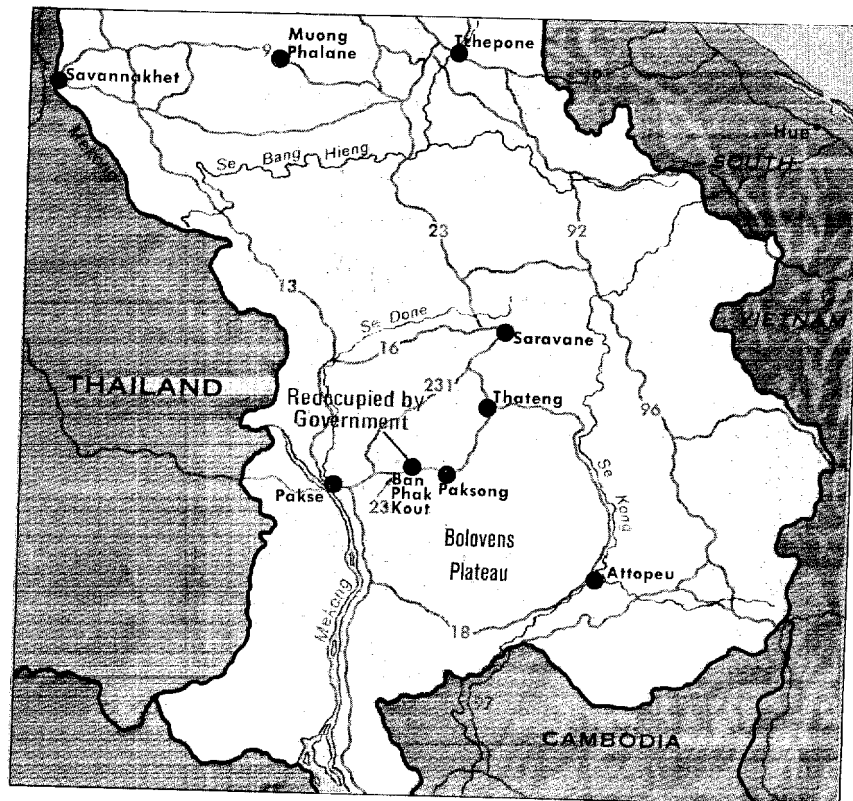 Muong
Phalane
9
Tchepone
Savannakhet
Mekong
Hue
SOUTH
Se Bang Hieng
23
92
13
Se Done
VIETNAM
Saravane
16
THAILAND
231
Reoccupied by
Government
Thateng
96
Se Kong
Pakse
Ban
Phak
Kout
Paksong
23
Bolovens
Plateau
Attopeu
Mekong
18
97
CAMBODIA